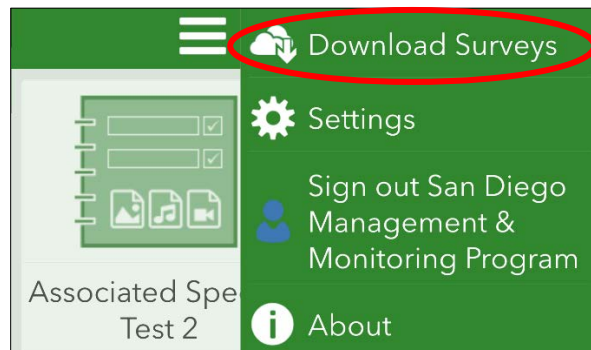 Download Surveys
Settings
Sign out San Diego
Management &
Monitoring Program
About
Associated Spe
Test 2